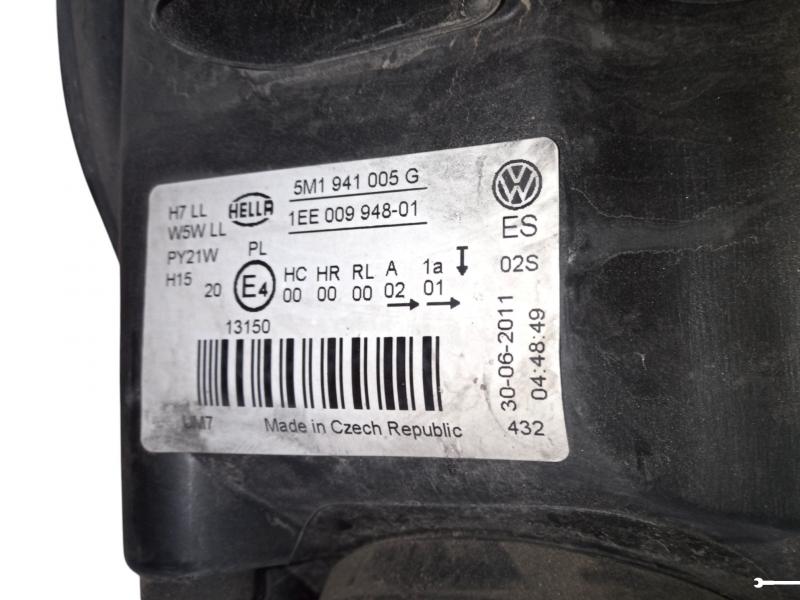 H7 LL
W5W LL
PY21W
H15
HELLA
5M1 941 005 G
1EE 009 948-01
VW
ES
PL
20
E4
HC HR RL A 1a
00 00 00 02 01
02S
13150
30-06-2011
04:48:49
UM7
Made in Czech Republic
432